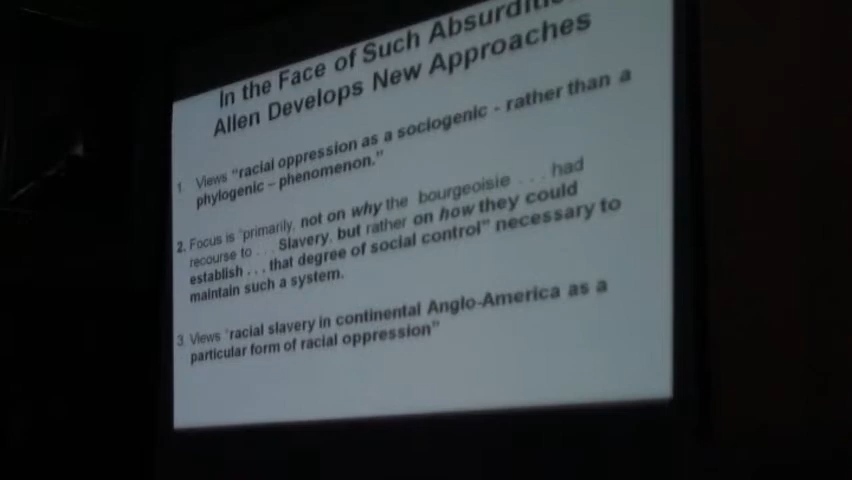 In the Face of Such Absurditie
Allen Develops New Approaches
1. Views "racial oppression as a sociogenic - rather than a
phylogenic – phenomenon."
2. Focus is "primarily, not on why the bourgeoisie . . . had
recourse to . . . Slavery, but rather on how they could
establish . . . that degree of social control" necessary to
maintain such a system.
3. Views "racial slavery in continental Anglo-America as a
particular form of racial oppression"